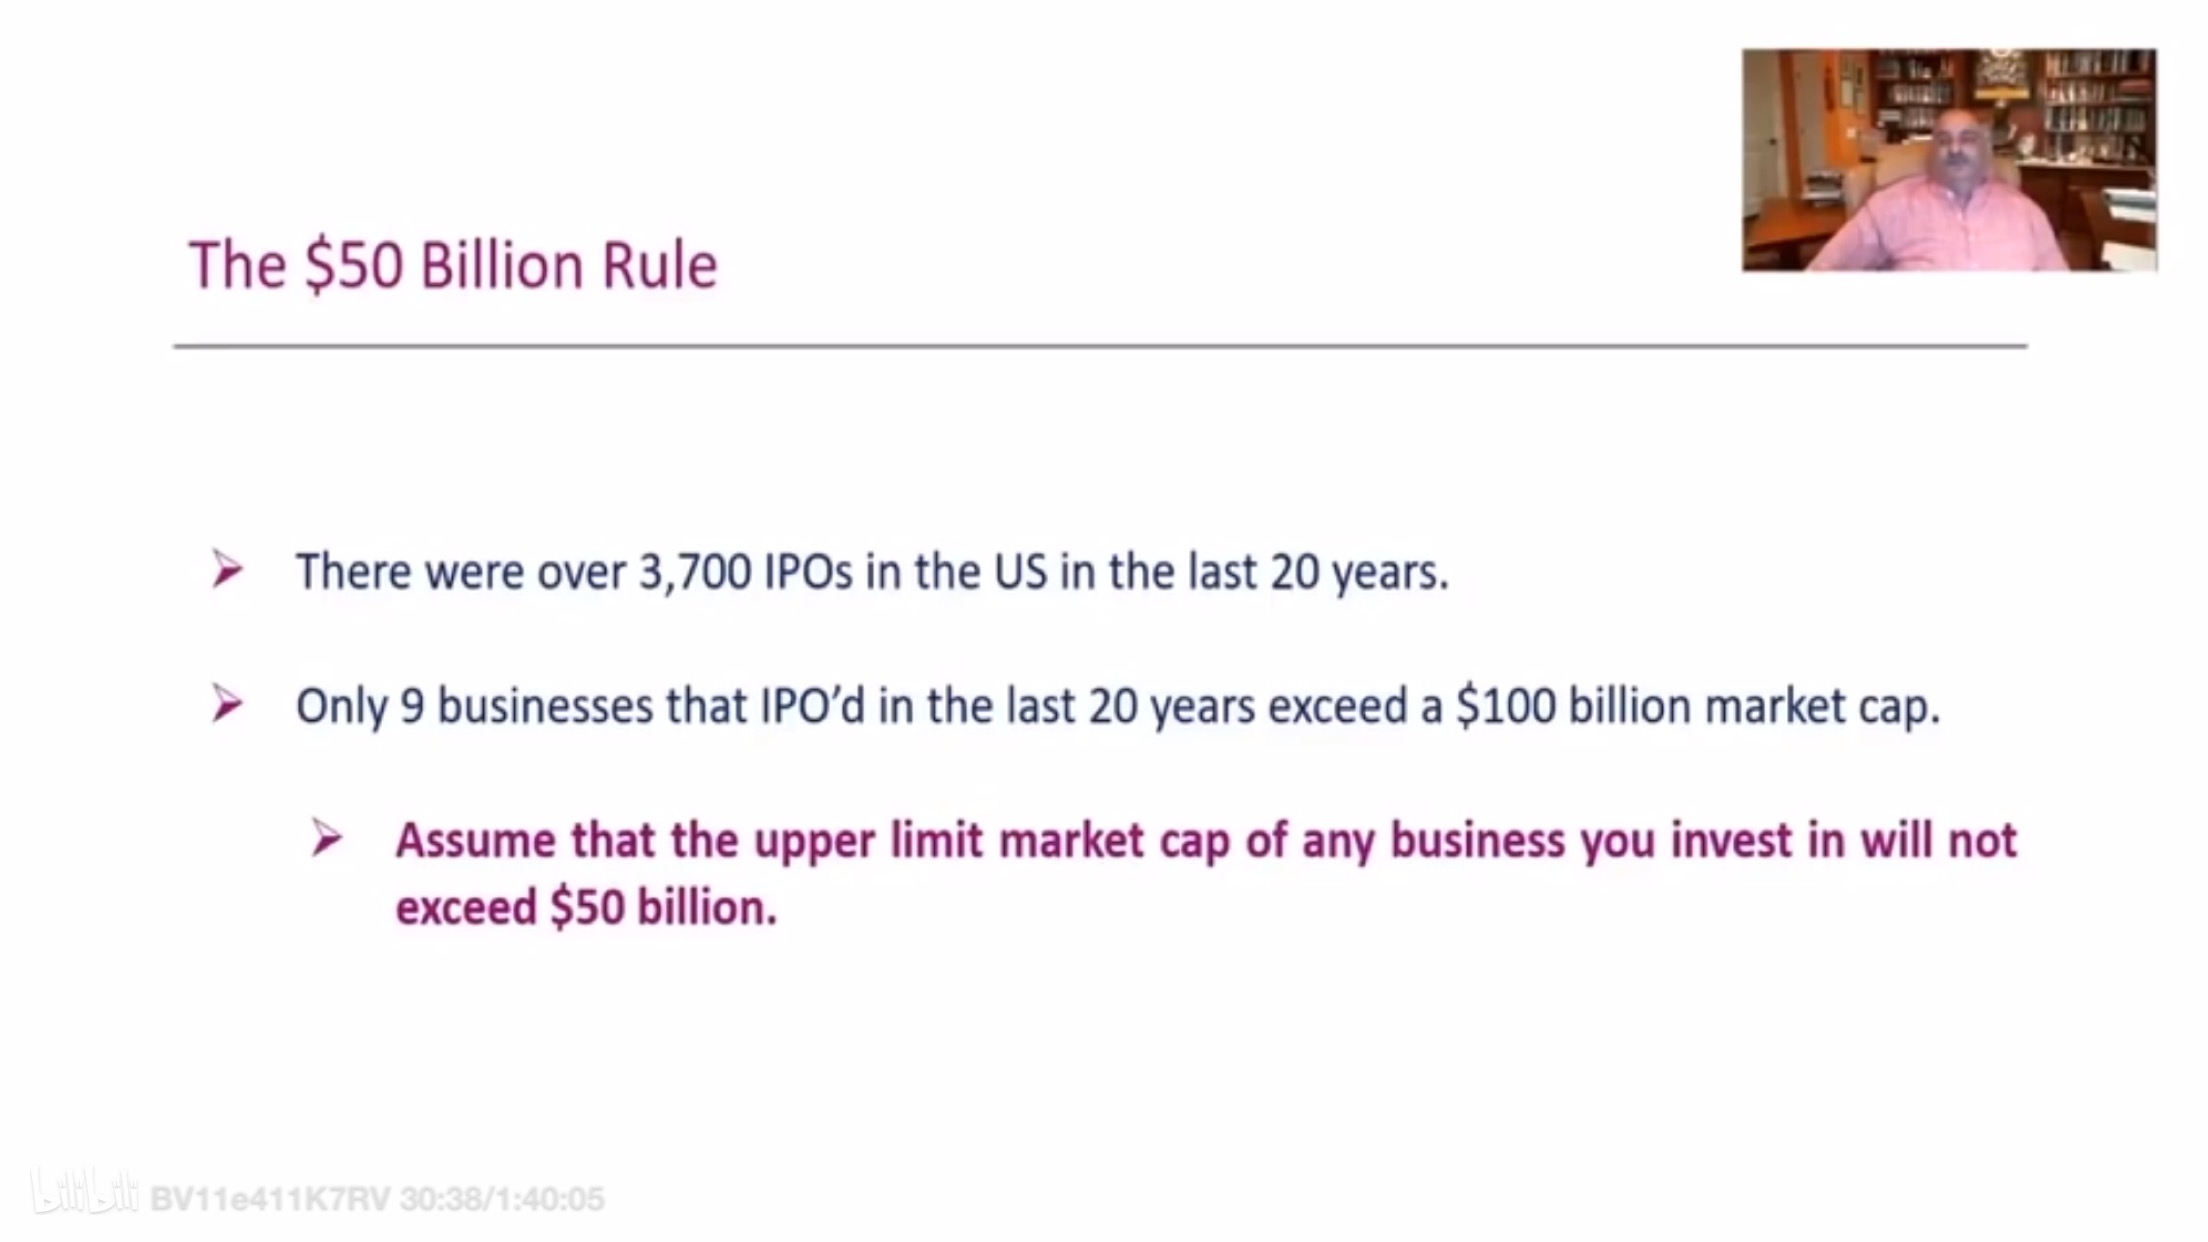 The $50 Billion Rule
There were over 3,700 IPOs in the US in the last 20 years.
Only 9 businesses that IPO’d in the last 20 years exceed a $100 billion market cap.
Assume that the upper limit market cap of any business you invest in will not
exceed $50 billion.
bilibili BV11e411K7RV 30:38/1:40:05